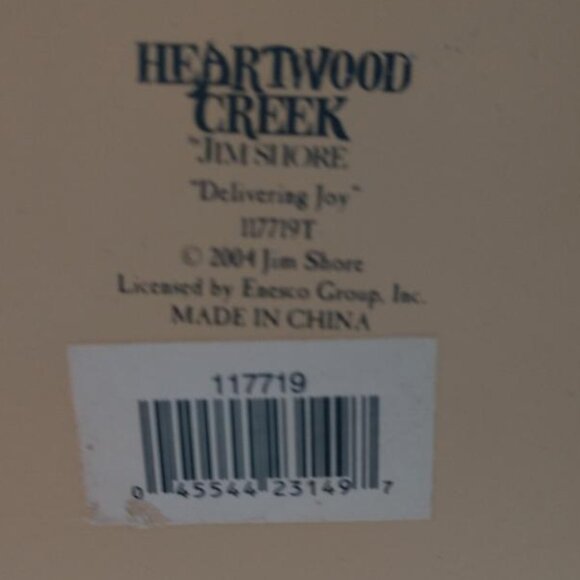 HEARTWOOD
CREEK
JIM SHORE
"Delivering Joy"
117719T
© 2004 Jim Shore
Licensed by Enesco Group, Inc.
MADE IN CHINA
117719
0 45544 23149 7